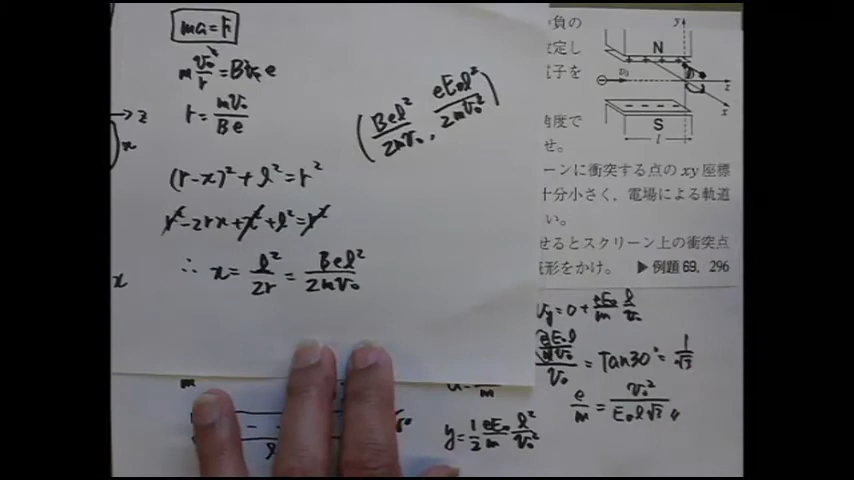 ma = F
m v₀²/r = Bv₀e
r = mv₀/Be
(r-x)² + l² = r²
r² - 2rx + x² + l² = r²
∴ x = l²/2r = Bel²/2mv₀
(Bel²/2mv₀, eE₀l²/2mv₀²)
z
x
x
負の
定し
子を
角度で
せ。
ーンに衝突する点の xy 座標
十分小さく，電場による軌道
い。
せるとスクリーン上の衝突点
形をかけ。 ▶例題 69, 296
y
N
v₀
z
x
S
l
vy = 0 + eE₀/m l/v₀
= Tan30° = 1/√3
e/m = v₀²/E₀l√3
y = 1/2 eE₀/m l²/v₀²